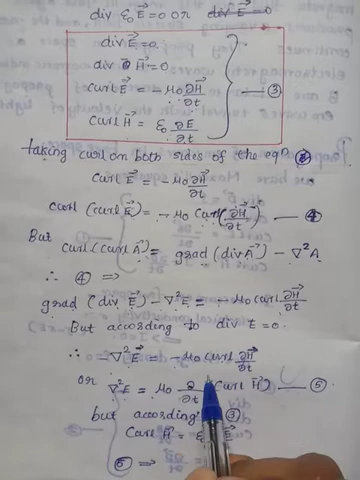 div ε₀E⃗ = 0 or div E⃗ = 0
div E⃗ = 0.
div H⃗ = 0
curl E⃗ = -μ₀ ∂H⃗/∂t — ③
curl H⃗ = ε₀ ∂E⃗/∂t
taking curl on both sides of the eqⁿ
curl E⃗ = -μ₀ ∂H⃗/∂t
curl (curl E⃗) = -μ₀ curl (∂H⃗/∂t) — ④
But curl (curl A⃗) = grad (div A⃗) - ∇²A
∴ ④ ⇒
grad (div E⃗) - ∇²E = -μ₀ curl ∂H⃗/∂t
But according to div E = 0.
∴ -∇²E⃗ = -μ₀ curl ∂H⃗/∂t
or ∇²E = μ₀ ∂/∂t (curl H⃗) — ⑤
but according ③
curl H⃗ = ε
⑤ ⇒